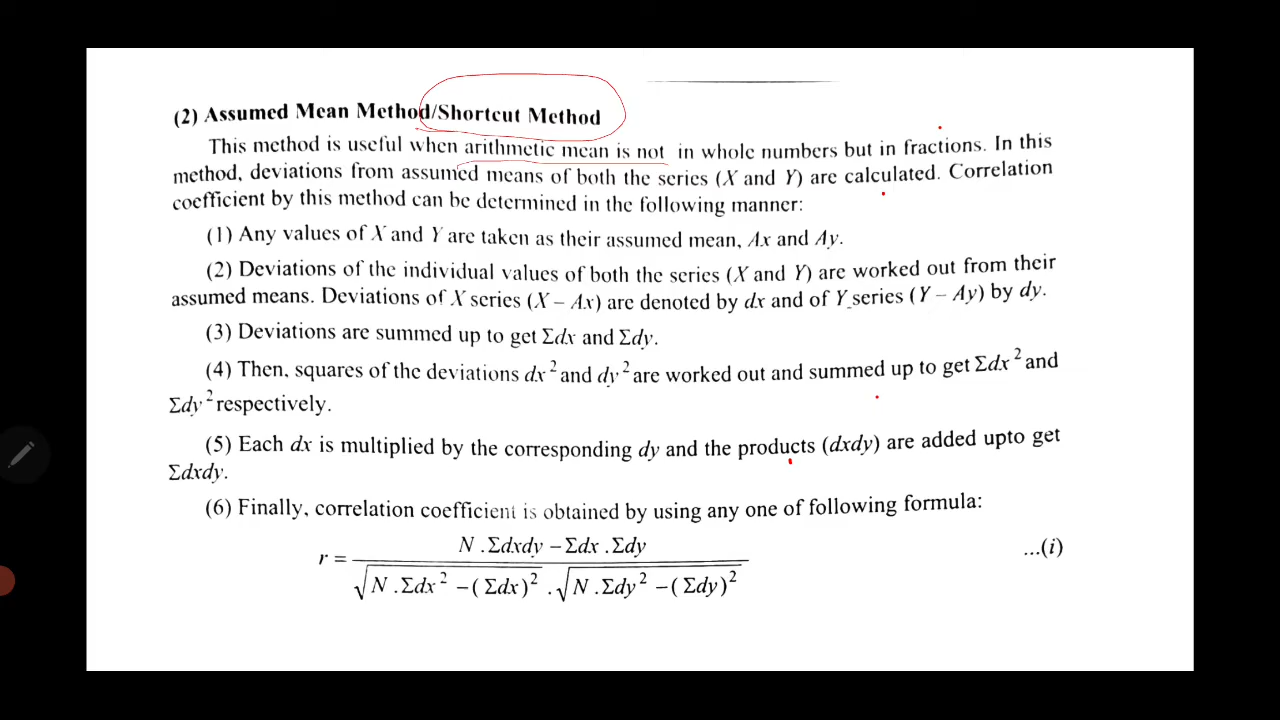 (2) Assumed Mean Method/Shortcut Method
This method is useful when arithmetic mean is not in whole numbers but in fractions. In this
method, deviations from assumed means of both the series (X and Y) are calculated. Correlation
coefficient by this method can be determined in the following manner:
(1) Any values of X and Y are taken as their assumed mean, Ax and Ay.
(2) Deviations of the individual values of both the series (X and Y) are worked out from their
assumed means. Deviations of X series (X – Ax) are denoted by dx and of Y series (Y – Ay) by dy.
(3) Deviations are summed up to get Σdx and Σdy.
(4) Then, squares of the deviations dx² and dy² are worked out and summed up to get Σdx² and
Σdy² respectively.
(5) Each dx is multiplied by the corresponding dy and the products (dxdy) are added upto get
Σdxdy.
(6) Finally, correlation coefficient is obtained by using any one of following formula:
r = N .Σdxdy – Σdx .Σdy / √N .Σdx² – ( Σdx )² . √N .Σdy² – ( Σdy )² ...(i)